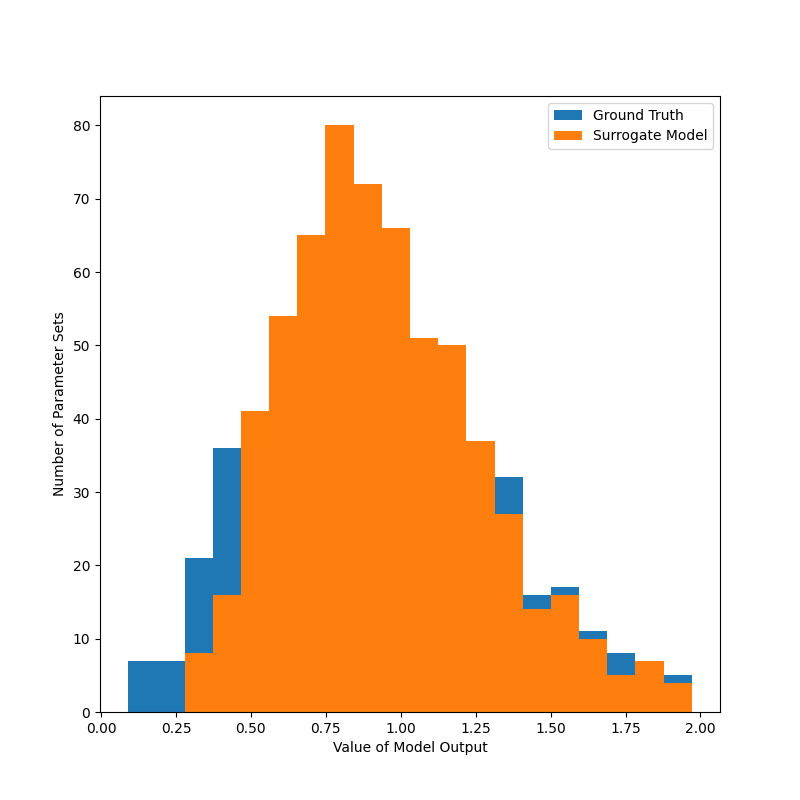 Ground Truth
Surrogate Model
80
70
60
50
40
30
20
10
0
Number of Parameter Sets
0.00 0.25 0.50 0.75 1.00 1.25 1.50 1.75 2.00
Value of Model Output